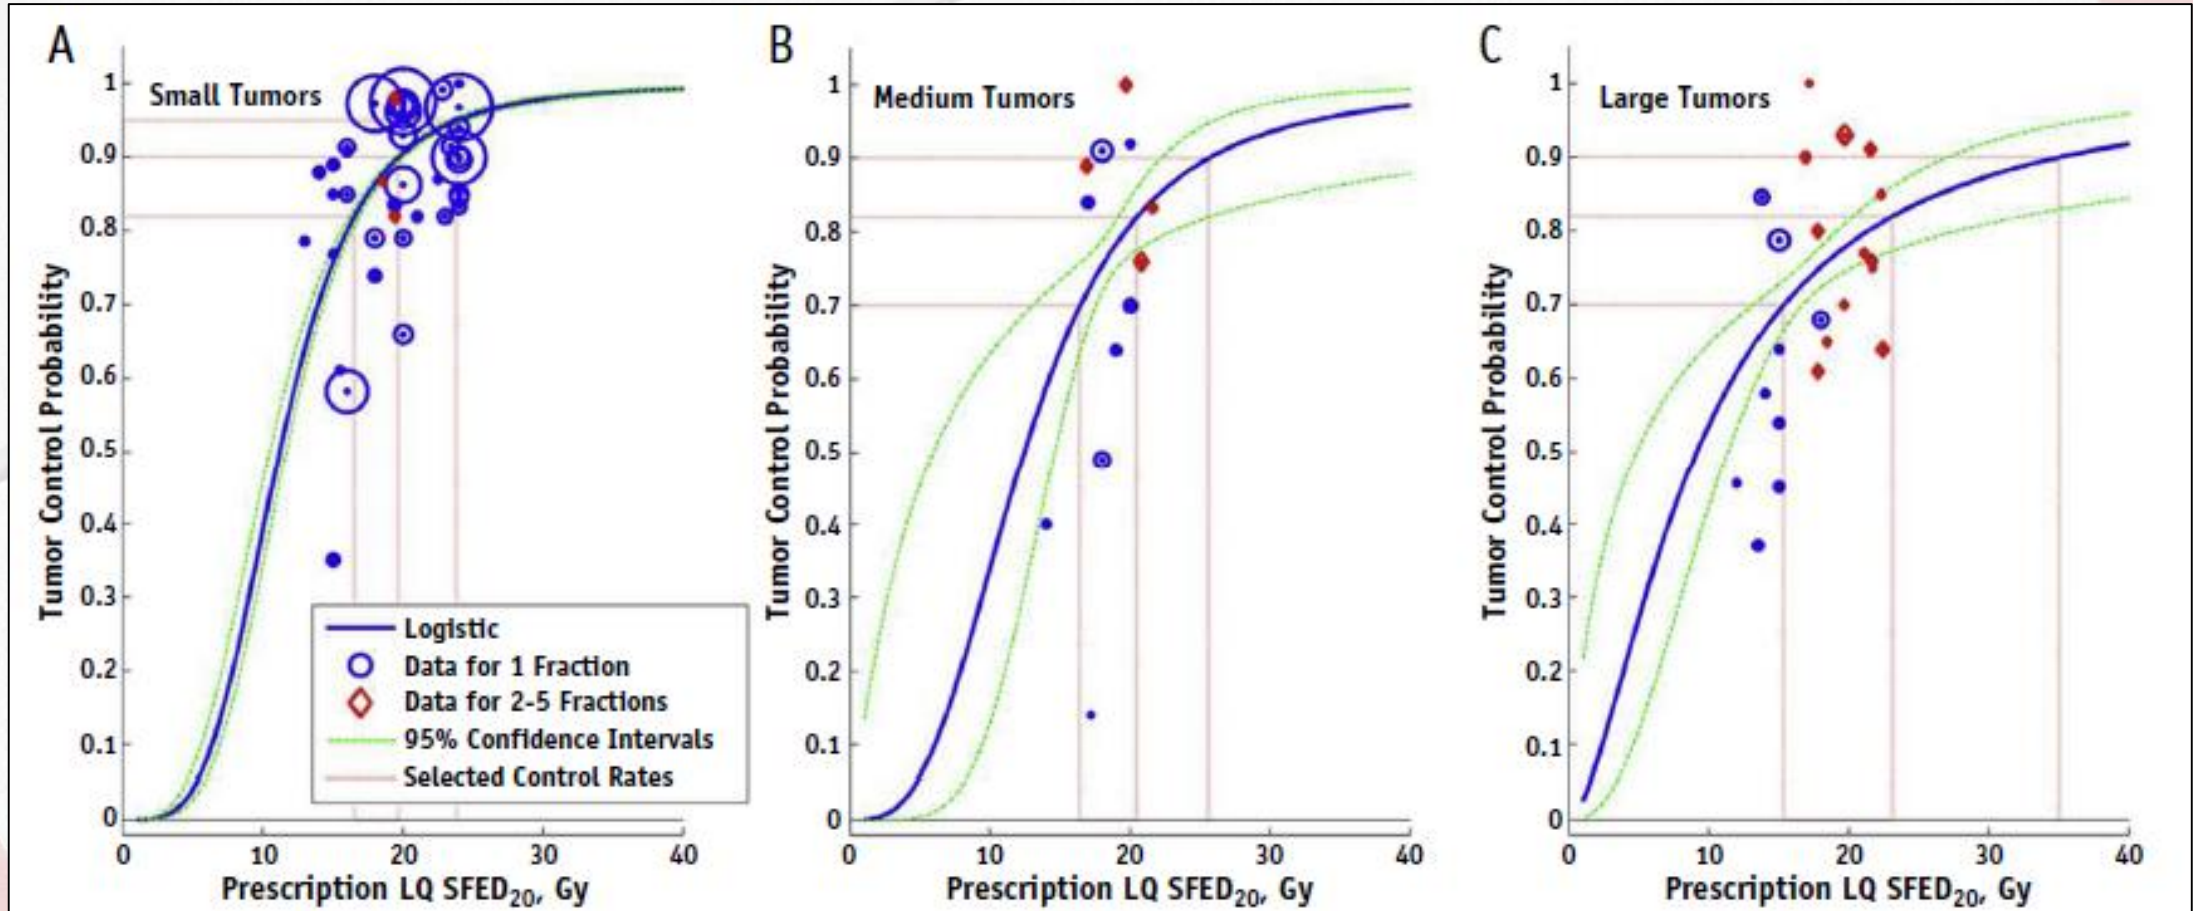 A
Small Tumors
Tumor Control Probability
1
0.9
0.8
0.7
0.6
0.5
0.4
0.3
0.2
0.1
0
0 10 20 30 40
Prescription LQ SFED20, Gy
Logistic
Data for 1 Fraction
Data for 2-5 Fractions
95% Confidence Intervals
Selected Control Rates
B
Medium Tumors
Tumor Control Probability
1
0.9
0.8
0.7
0.6
0.5
0.4
0.3
0.2
0.1
0
0 10 20 30 40
Prescription LQ SFED20, Gy
C
Large Tumors
Tumor Control Probability
1
0.9
0.8
0.7
0.6
0.5
0.4
0.3
0.2
0.1
0
0 10 20 30 40
Prescription LQ SFED20, Gy